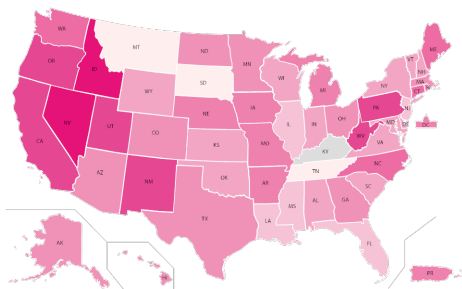 WA
MT
ND
MN
ME
OR
ID
SD
WI
MI
VT
NH
NY
MA
CT
RI
WY
NE
IA
PA
NJ
NV
UT
CO
IL
IN
OH
MD
DE
DC
WV
VA
CA
KS
MO
KY
NC
TN
AZ
NM
OK
AR
SC
MS
AL
GA
TX
LA
FL
AK
HI
PR